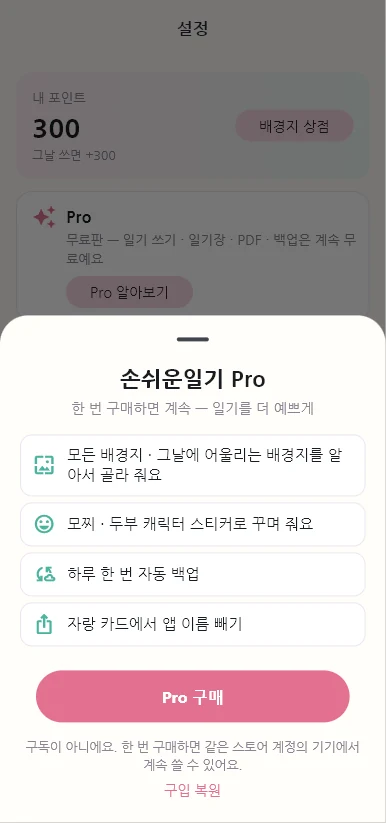 설정
내 포인트
300
그날 쓰면 +300
배경지 상점
Pro
무료판 — 일기 쓰기 · 일기장 · PDF · 백업은 계속 무
료예요
Pro 알아보기
손쉬운일기 Pro
한 번 구매하면 계속 — 일기를 더 예쁘게
모든 배경지 · 그날에 어울리는 배경지를 알
아서 골라 줘요
모찌 · 두부 캐릭터 스티커로 꾸며 줘요
하루 한 번 자동 백업
자랑 카드에서 앱 이름 빼기
Pro 구매
구독이 아니에요. 한 번 구매하면 같은 스토어 계정의 기기에서
계속 쓸 수 있어요.
구입 복원